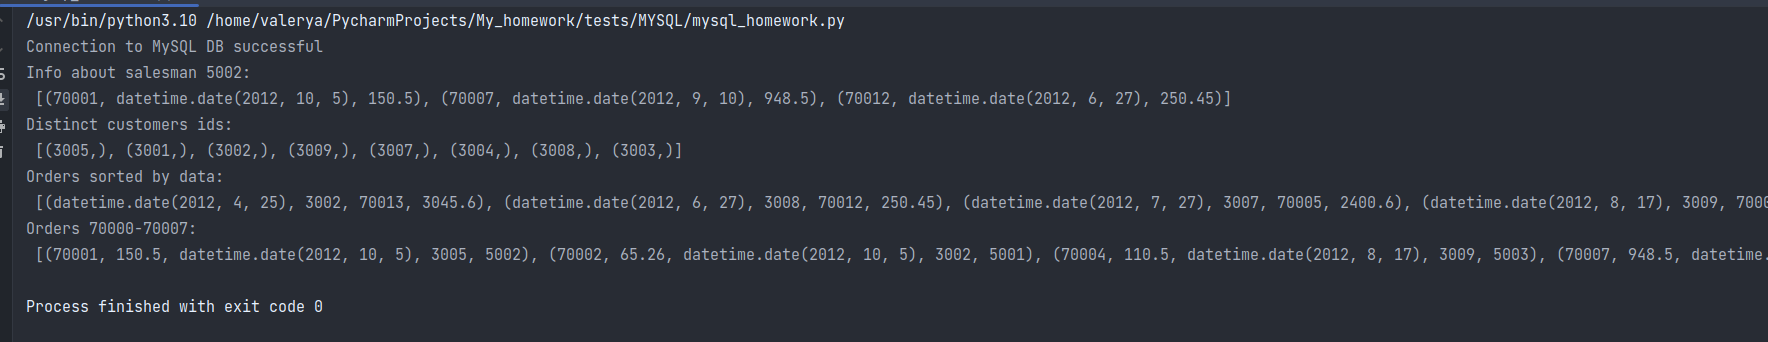 /usr/bin/python3.10 /home/valerya/PycharmProjects/My_homework/tests/MYSQL/mysql_homework.py
Connection to MySQL DB successful
Info about salesman 5002:
[(70001, datetime.date(2012, 10, 5), 150.5), (70007, datetime.date(2012, 9, 10), 948.5), (70012, datetime.date(2012, 6, 27), 250.45)]
Distinct customers ids:
[(3005,), (3001,), (3002,), (3009,), (3007,), (3004,), (3008,), (3003,)]
Orders sorted by data:
[(datetime.date(2012, 4, 25), 3002, 70013, 3045.6), (datetime.date(2012, 6, 27), 3008, 70012, 250.45), (datetime.date(2012, 7, 27), 3007, 70005, 2400.6), (datetime.date(2012, 8, 17), 3009, 7000
Orders 70000-70007:
[(70001, 150.5, datetime.date(2012, 10, 5), 3005, 5002), (70002, 65.26, datetime.date(2012, 10, 5), 3002, 5001), (70004, 110.5, datetime.date(2012, 8, 17), 3009, 5003), (70007, 948.5, datetime.
Process finished with exit code 0